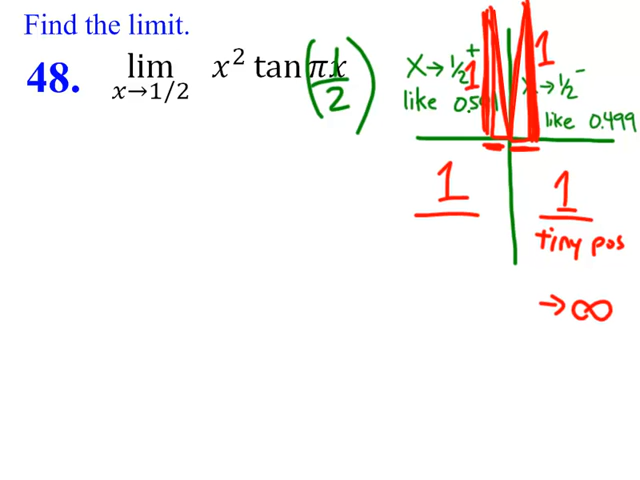 Find the limit.
48. lim x→1/2 x² tan πx
(1/2)
x → 1/2⁺
like 0.5
1
1
x → 1/2⁻
like 0.499
1
1
tiny pos
→ ∞